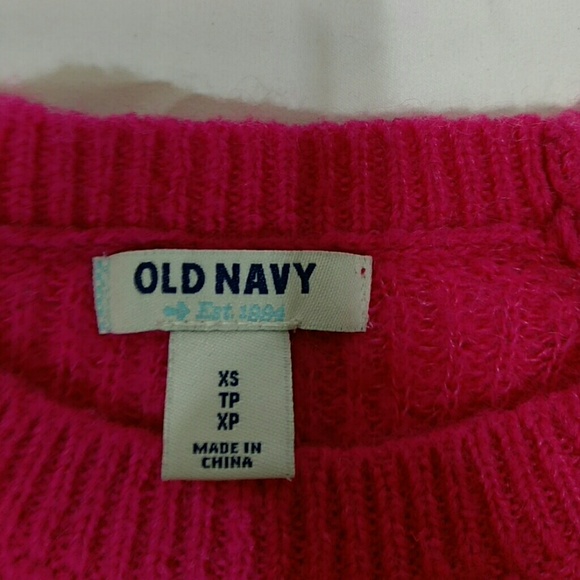 OLD NAVY
Est. 1994
XS
TP
XP
MADE IN
CHINA